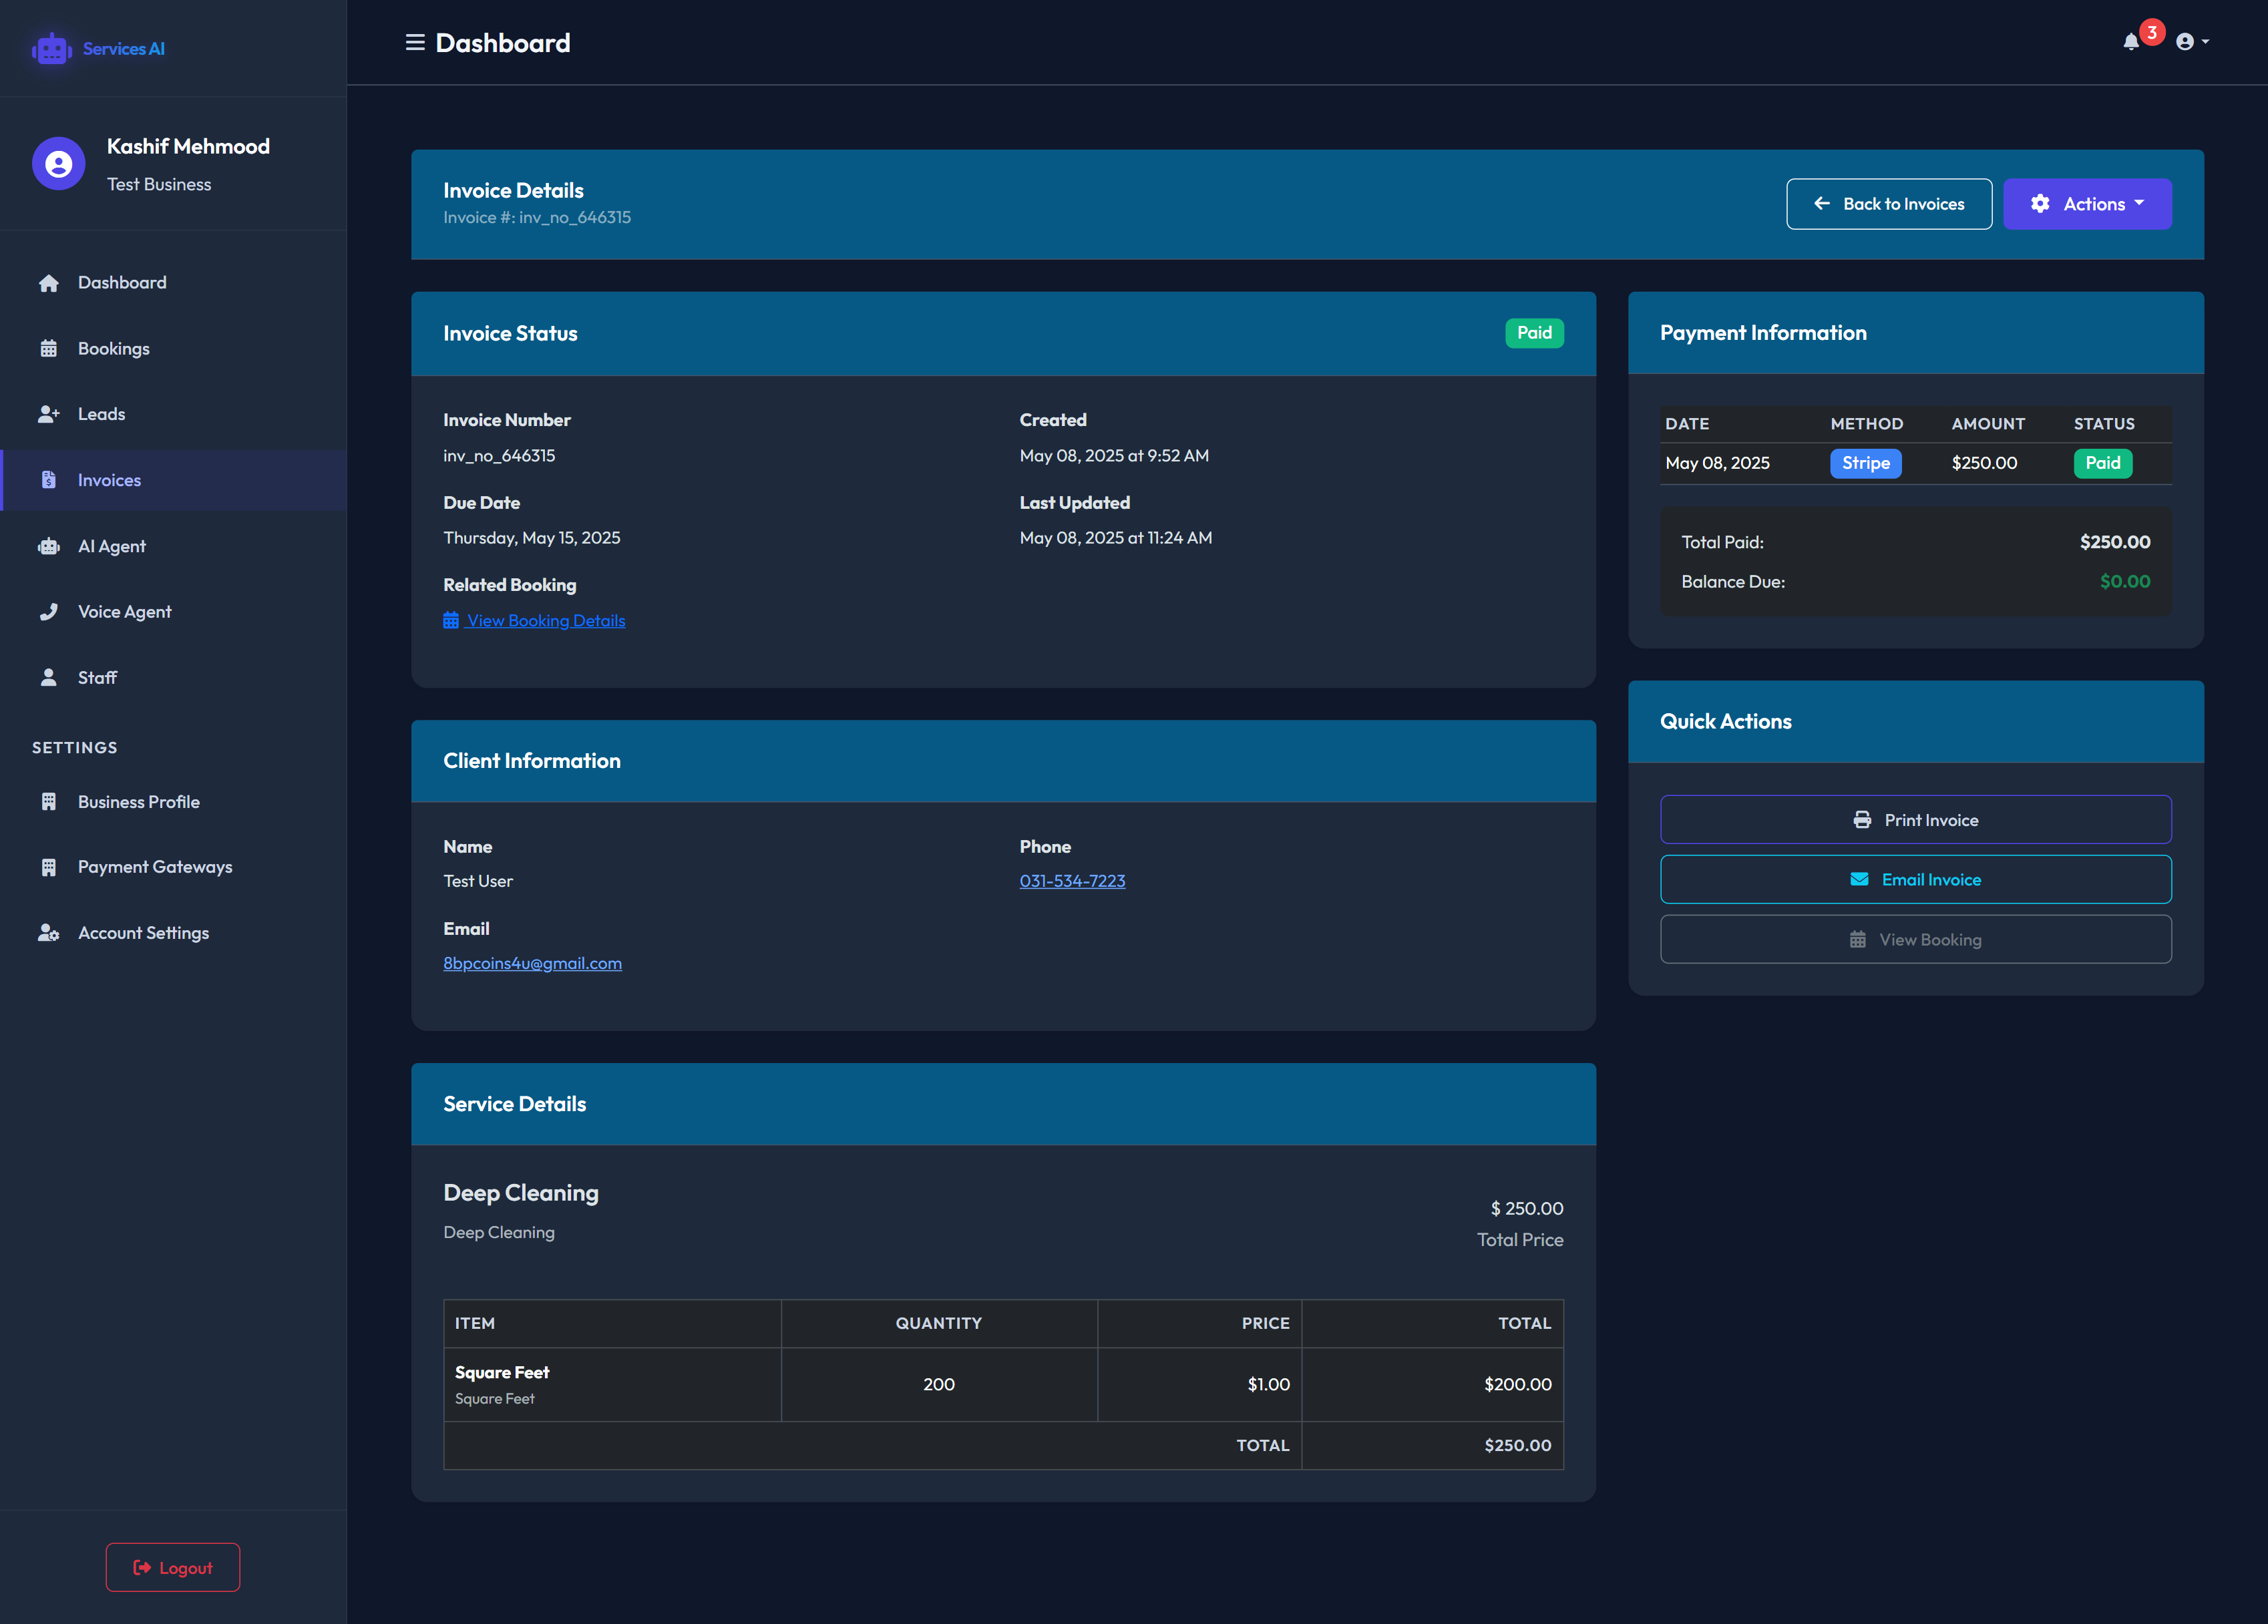 Services AI
Kashif Mehmood
Test Business
Dashboard
Bookings
Leads
Invoices
AI Agent
Voice Agent
Staff
SETTINGS
Business Profile
Payment Gateways
Account Settings
Logout
Dashboard
3
Invoice Details
Invoice #: inv_no_646315
Back to Invoices
Actions
Invoice Status
Paid
Invoice Number
inv_no_646315
Created
May 08, 2025 at 9:52 AM
Due Date
Thursday, May 15, 2025
Last Updated
May 08, 2025 at 11:24 AM
Related Booking
View Booking Details
Client Information
Name
Test User
Phone
031-534-7223
Email
8bpcoins4u@gmail.com
Service Details
Deep Cleaning
Deep Cleaning
$ 250.00
Total Price
ITEM QUANTITY PRICE TOTAL
Square Feet
Square Feet
200 $1.00 $200.00
TOTAL $250.00
Payment Information
DATE METHOD AMOUNT STATUS
May 08, 2025 Stripe $250.00 Paid
Total Paid: $250.00
Balance Due: $0.00
Quick Actions
Print Invoice
Email Invoice
View Booking